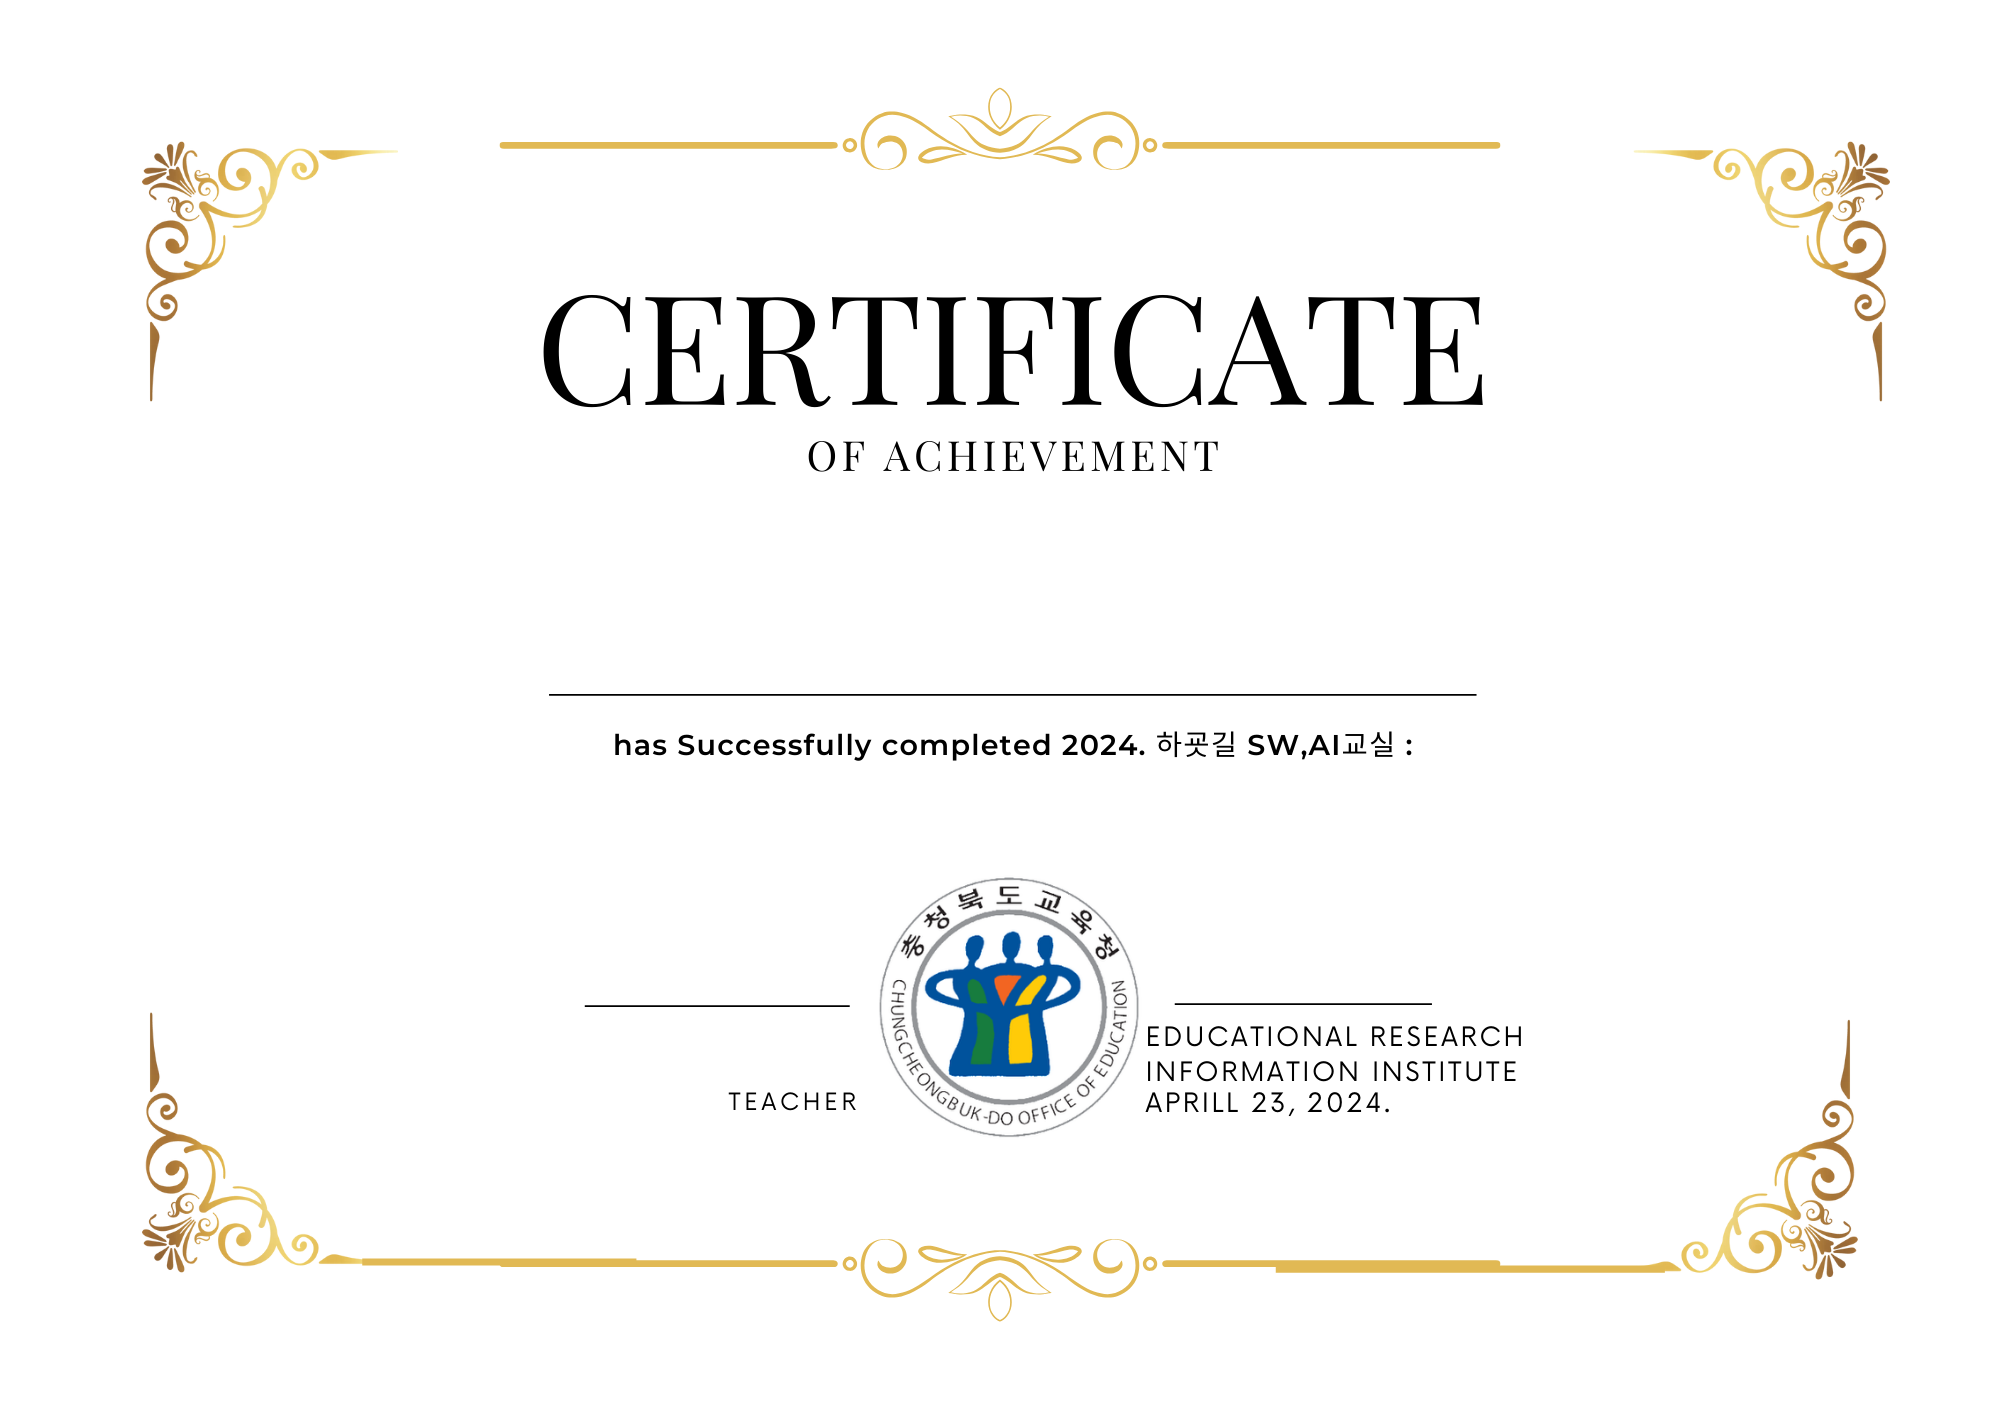 CERTIFICATE
OF ACHIEVEMENT
has Successfully completed 2024. 하굣길 SW,AI교실 :
충청북도교육청
CHUNGCHEONGBUK-DO OFFICE OF EDUCATION
TEACHER
EDUCATIONAL RESEARCH
INFORMATION INSTITUTE
APRILL 23, 2024.